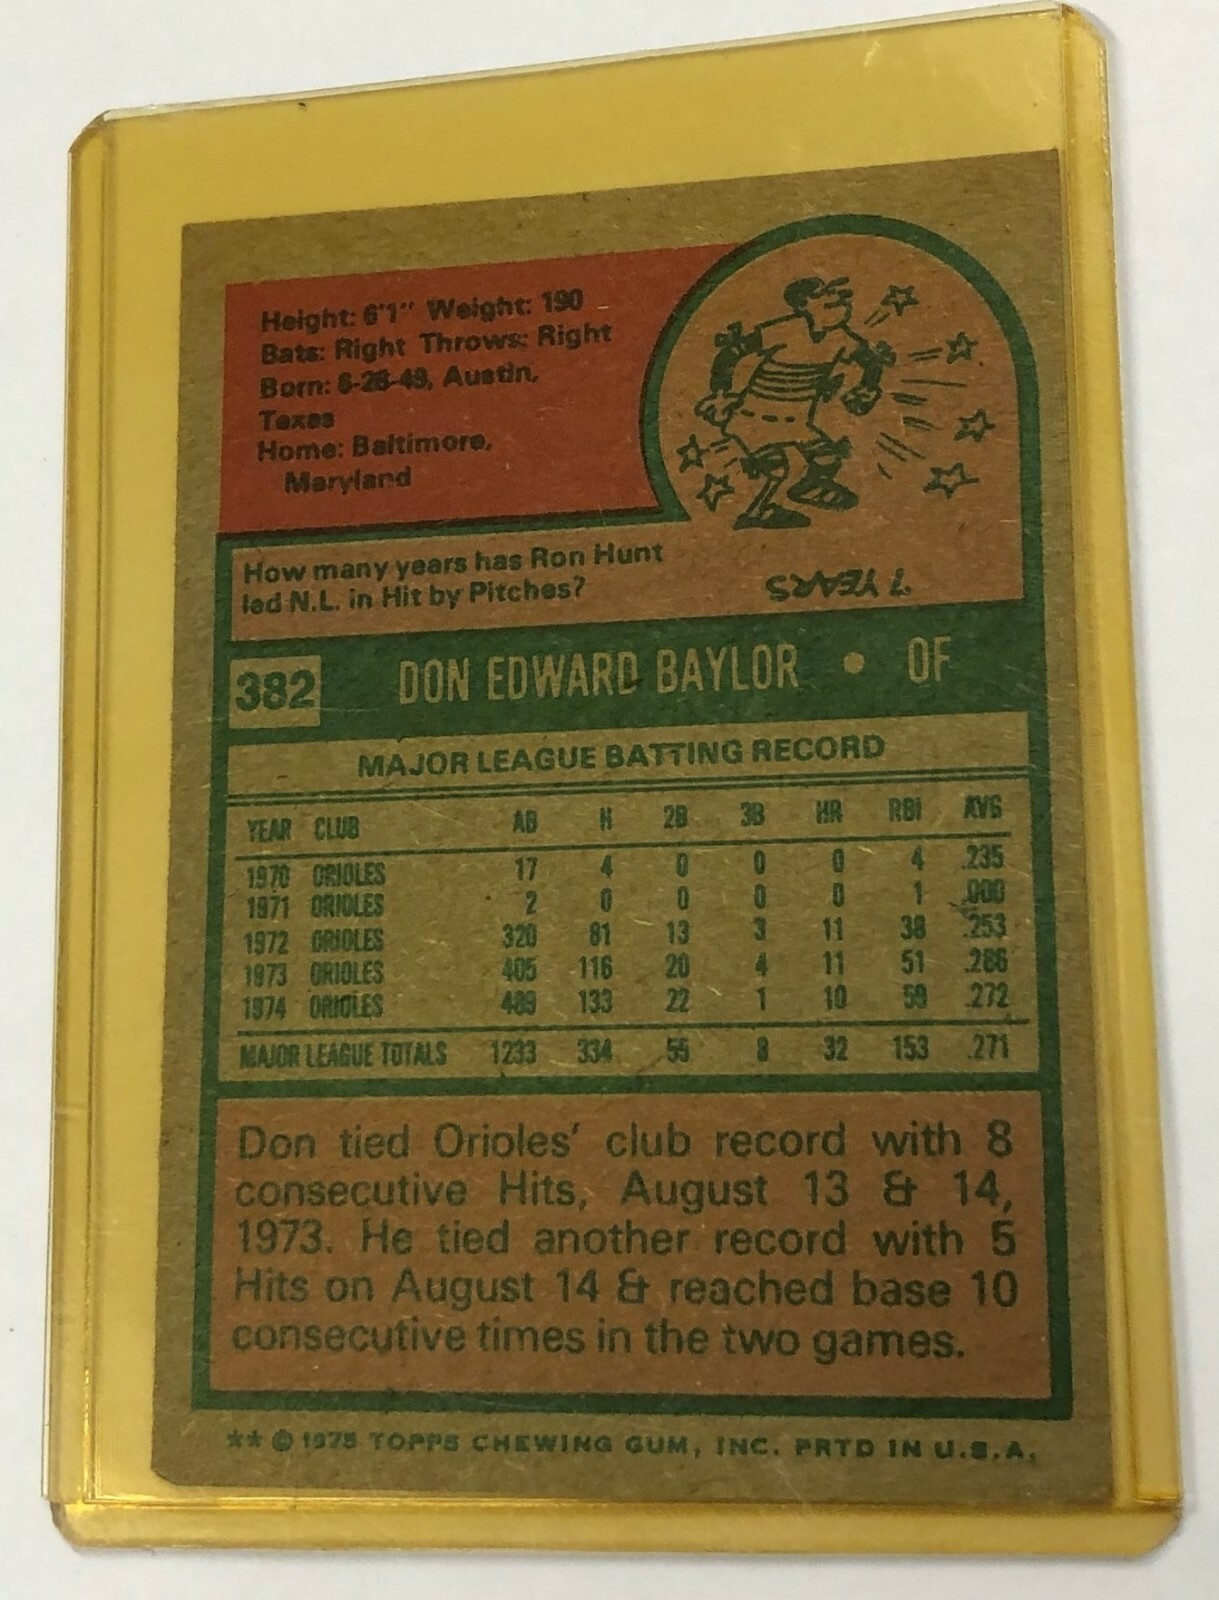 Height: 6'1" Weight: 190
Bats: Right Throws: Right
Born: 6-28-49, Austin,
Texas
Home: Baltimore,
Maryland
How many years has Ron Hunt
led N.L. in Hit by Pitches?
7 YEARS
382 DON EDWARD BAYLOR • OF
MAJOR LEAGUE BATTING RECORD
YEAR CLUB AB H 2B 3B HR RBI AVG
1970 ORIOLES 17 4 0 0 0 4 .235
1971 ORIOLES 2 0 0 0 0 1 .000
1972 ORIOLES 320 81 13 3 11 38 .253
1973 ORIOLES 405 116 20 4 11 51 .286
1974 ORIOLES 489 133 22 1 10 59 .272
MAJOR LEAGUE TOTALS 1233 334 55 8 32 153 .271
Don tied Orioles' club record with 8
consecutive Hits, August 13 & 14,
1973. He tied another record with 5
Hits on August 14 & reached base 10
consecutive times in the two games.
** © 1975 TOPPS CHEWING GUM, INC. PRTD IN U.S.A.